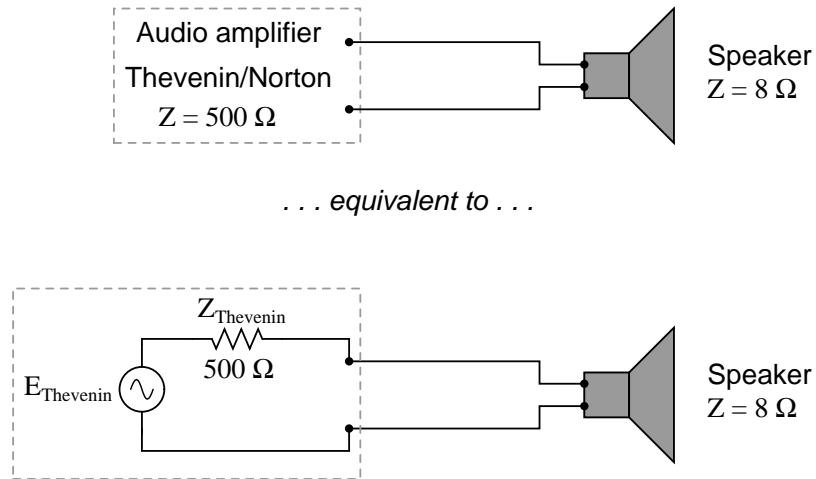 Audio amplifier
Thevenin/Norton
Z = 500 Ω
Speaker
Z = 8 Ω
. . . equivalent to . . .
Z_Thevenin
500 Ω
E_Thevenin
Speaker
Z = 8 Ω